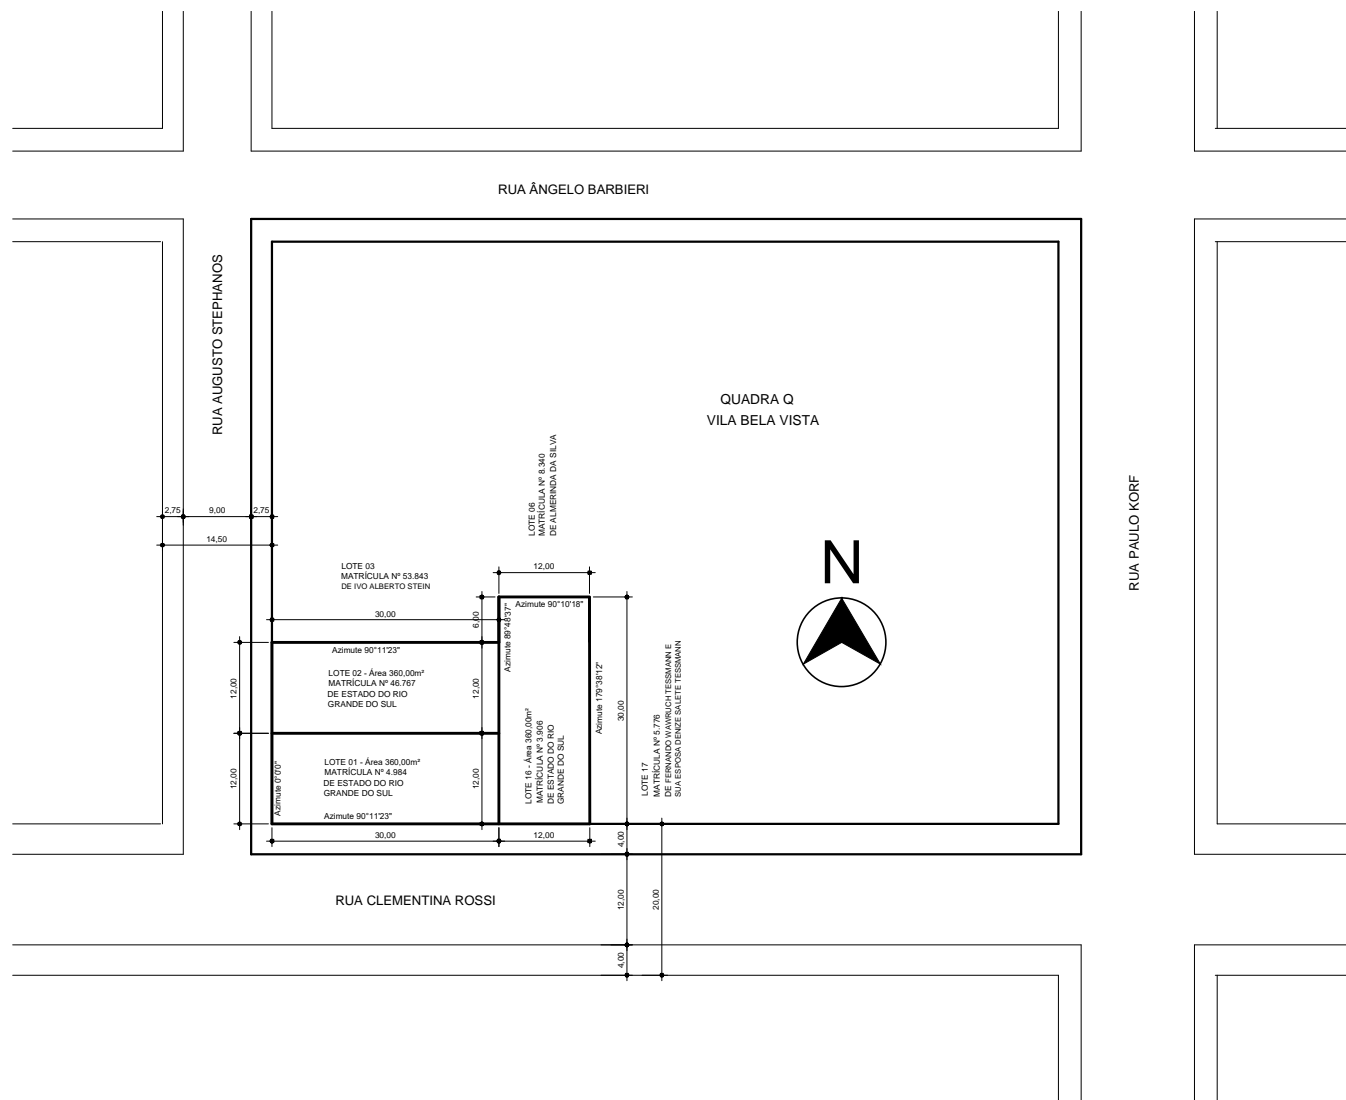 RUA ÂNGELO BARBIERI
RUA AUGUSTO STEPHANOS
QUADRA Q
VILA BELA VISTA
RUA PAULO KORF
LOTE 06
MATRÍCULA Nº 8.340
DE ALMERINDA DA SILVA
2,75
9,00
2,75
14,50
N
LOTE 03
MATRÍCULA Nº 53.843
DE IVO ALBERTO STEIN
12,00
30,00
6,00
Azimute 90°10'18"
Azimute 89°48'37"
Azimute 90°11'23"
LOTE 02 - Área 360,00m²
MATRÍCULA Nº 46.767
DE ESTADO DO RIO
GRANDE DO SUL
12,00
12,00
Azimute 179°38'12"
30,00
LOTE 17
MATRÍCULA Nº 5.776
DE FERNANDO WAWRUCH TESSMANN E
SUA ESPOSA DENIZE SALETE TESSMANN
LOTE 16 - Área 360,00m²
MATRÍCULA Nº 3.906
DE ESTADO DO RIO
GRANDE DO SUL
LOTE 01 - Área 360,00m²
MATRÍCULA Nº 4.984
DE ESTADO DO RIO
GRANDE DO SUL
12,00
12,00
Azimute 0°0'0"
Azimute 90°11'23"
30,00
12,00
4,00
RUA CLEMENTINA ROSSI
12,00
20,00
4,00